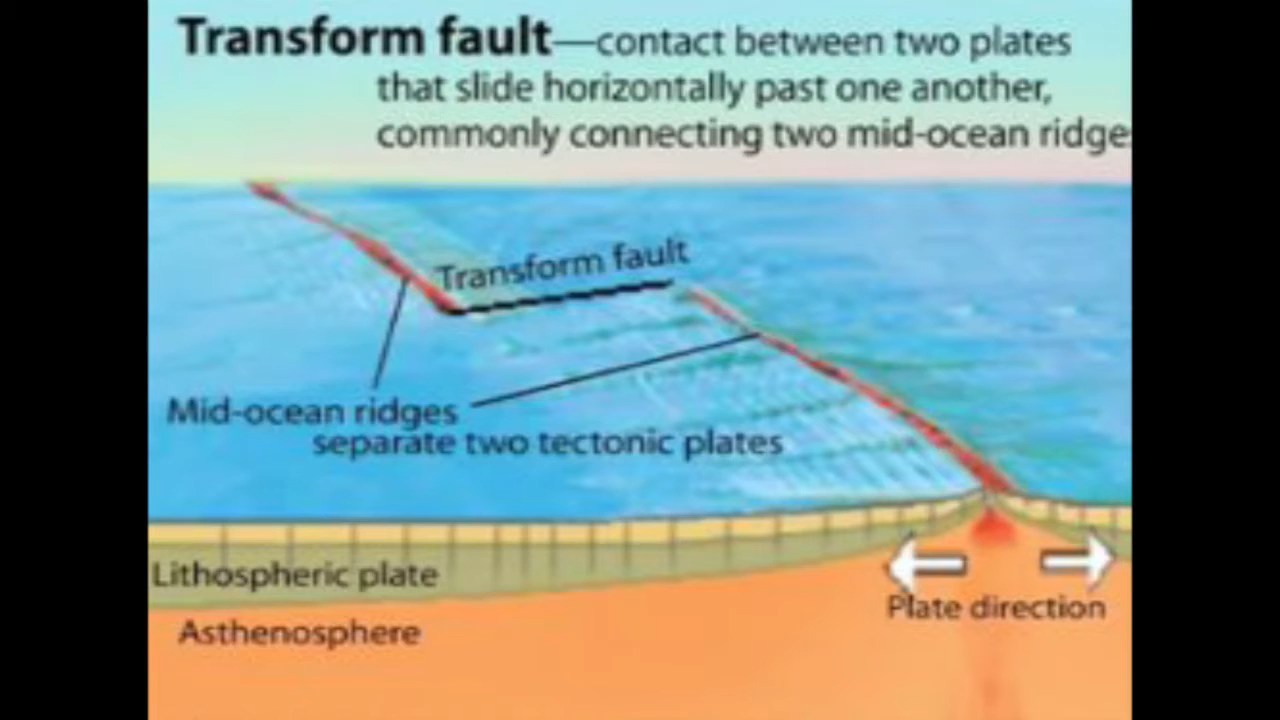 Transform fault—contact between two plates
that slide horizontally past one another,
commonly connecting two mid-ocean ridge
Transform fault
Mid-ocean ridges
separate two tectonic plates
Lithospheric plate
Plate direction
Asthenosphere